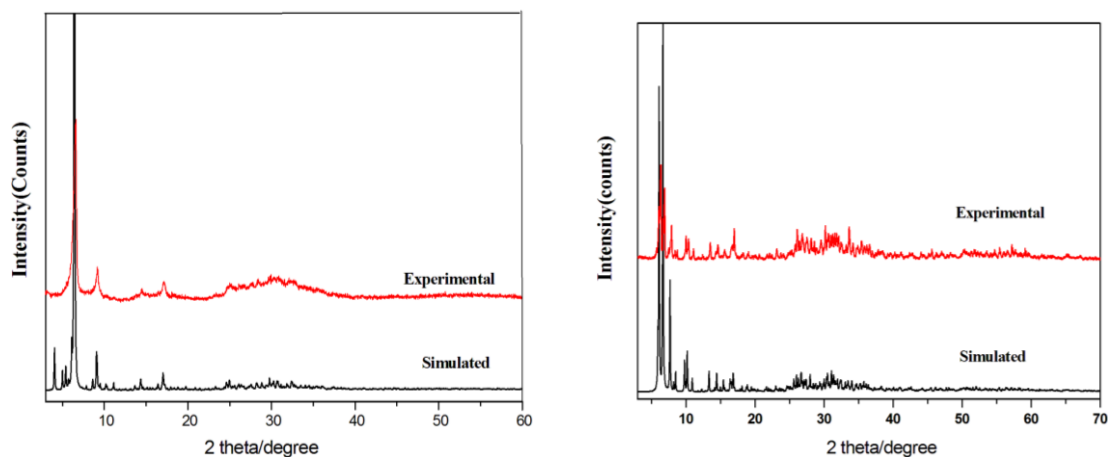 Intensity(Counts)
Experimental
Simulated
10 20 30 40 50 60
2 theta/degree
Intensity(counts)
Experimental
Simulated
10 20 30 40 50 60 70
2 theta/degree